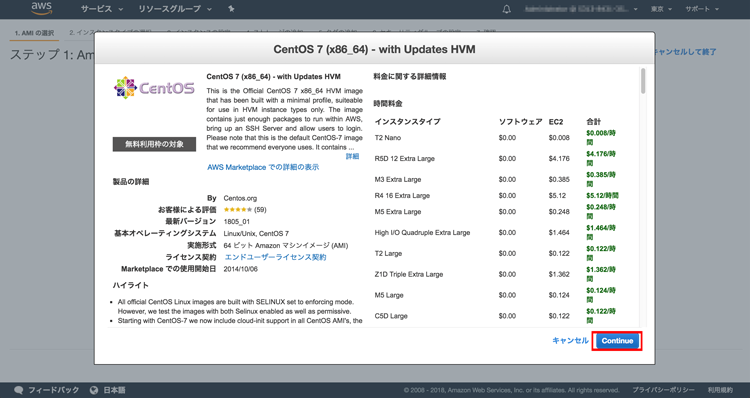 aws
サービス
リソースグループ
東京
サポート
1. AMI の選択
ステップ 1: Am
キャンセルして終了
CentOS 7 (x86_64) - with Updates HVM
CentOS
無料利用枠の対象
CentOS 7 (x86_64) - with Updates HVM
This is the Official CentOS 7 x86_64 HVM image
that has been built with a minimal profile, suiteable
for use in HVM instance types only. The image
contains just enough packages to run within AWS,
bring up an SSH Server and allow users to login.
Please note that this is the default CentOS-7 image
that we recommend everyone uses. It contains ...
詳細
AWS Marketplace での詳細の表示
製品の詳細
By Centos.org
お客様による評価 (59)
最新バージョン 1805_01
基本オペレーティングシステム Linux/Unix, CentOS 7
実施形式 64 ビット Amazon マシンイメージ (AMI)
ライセンス契約 エンドユーザーライセンス契約
Marketplace での使用開始日 2014/10/06
ハイライト
• All official CentOS Linux images are built with SELINUX set to enforcing mode.
However, we test the images with both Selinux enabled as well as permissive.
• Starting with CentOS-7 we now include cloud-init support in all CentOS AMI's, the
料金に関する詳細情報
時間料金
インスタンスタイプ ソフトウェア EC2 合計
T2 Nano $0.00 $0.008 $0.008/時間
R5D 12 Extra Large $0.00 $4.176 $4.176/時間
M3 Extra Large $0.00 $0.385 $0.385/時間
R4 16 Extra Large $0.00 $5.12 $5.12/時間
M5 Extra Large $0.00 $0.248 $0.248/時間
High I/O Quadruple Extra Large $0.00 $1.464 $1.464/時間
T2 Large $0.00 $0.122 $0.122/時間
Z1D Triple Extra Large $0.00 $1.362 $1.362/時間
M5 Large $0.00 $0.124 $0.124/時間
C5D Large $0.00 $0.122 $0.122/時間
キャンセル
Continue
フィードバック
日本語
© 2008 - 2018, Amazon Web Services, Inc. or its affiliates. All rights reserved.
プライバシーポリシー
利用規約